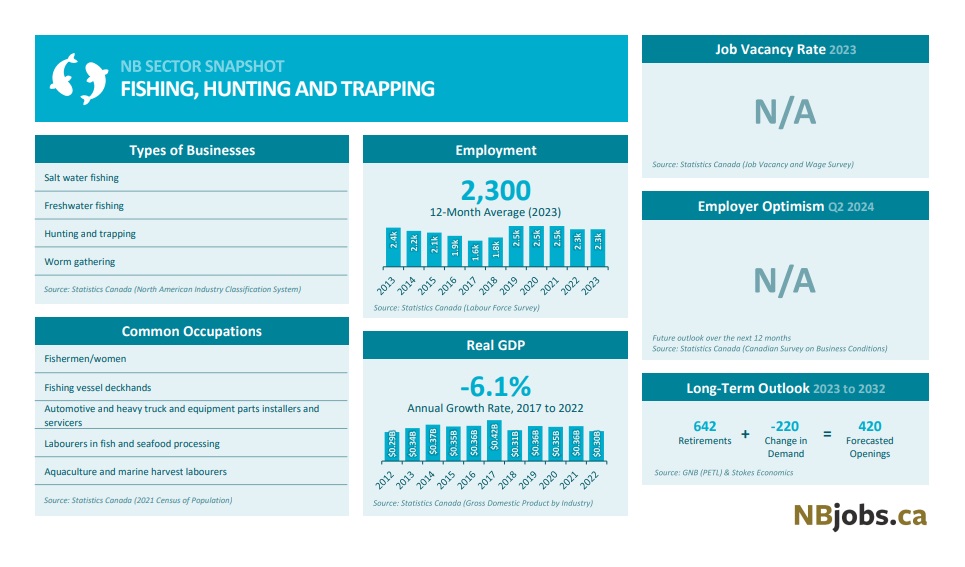 NB SECTOR SNAPSHOT
FISHING, HUNTING AND TRAPPING
Types of Businesses
Salt water fishing
Freshwater fishing
Hunting and trapping
Worm gathering
Source: Statistics Canada (North American Industry Classification System)
Common Occupations
Fishermen/women
Fishing vessel deckhands
Automotive and heavy truck and equipment parts installers and
servicers
Labourers in fish and seafood processing
Aquaculture and marine harvest labourers
Source: Statistics Canada (2021 Census of Population)
Employment
2,300
12-Month Average (2023)
2.4k 2.2k 2.1k 1.9k 1.6k 1.8k 2.5k 2.5k 2.5k 2.3k 2.3k
2013 2014 2015 2016 2017 2018 2019 2020 2021 2022 2023
Source: Statistics Canada (Labour Force Survey)
Real GDP
-6.1%
Annual Growth Rate, 2017 to 2022
$0.29B $0.34B $0.37B $0.35B $0.36B $0.42B $0.31B $0.36B $0.35B $0.36B $0.30B
2012 2013 2014 2015 2016 2017 2018 2019 2020 2021 2022
Source: Statistics Canada (Gross Domestic Product by Industry)
Job Vacancy Rate 2023
N/A
Source: Statistics Canada (Job Vacancy and Wage Survey)
Employer Optimism Q2 2024
N/A
Future outlook over the next 12 months
Source: Statistics Canada (Canadian Survey on Business Conditions)
Long-Term Outlook 2023 to 2032
642 + -220 = 420
Retirements Change in Forecasted
Demand Openings
Source: GNB (PETL) & Stokes Economics
NBjobs.ca